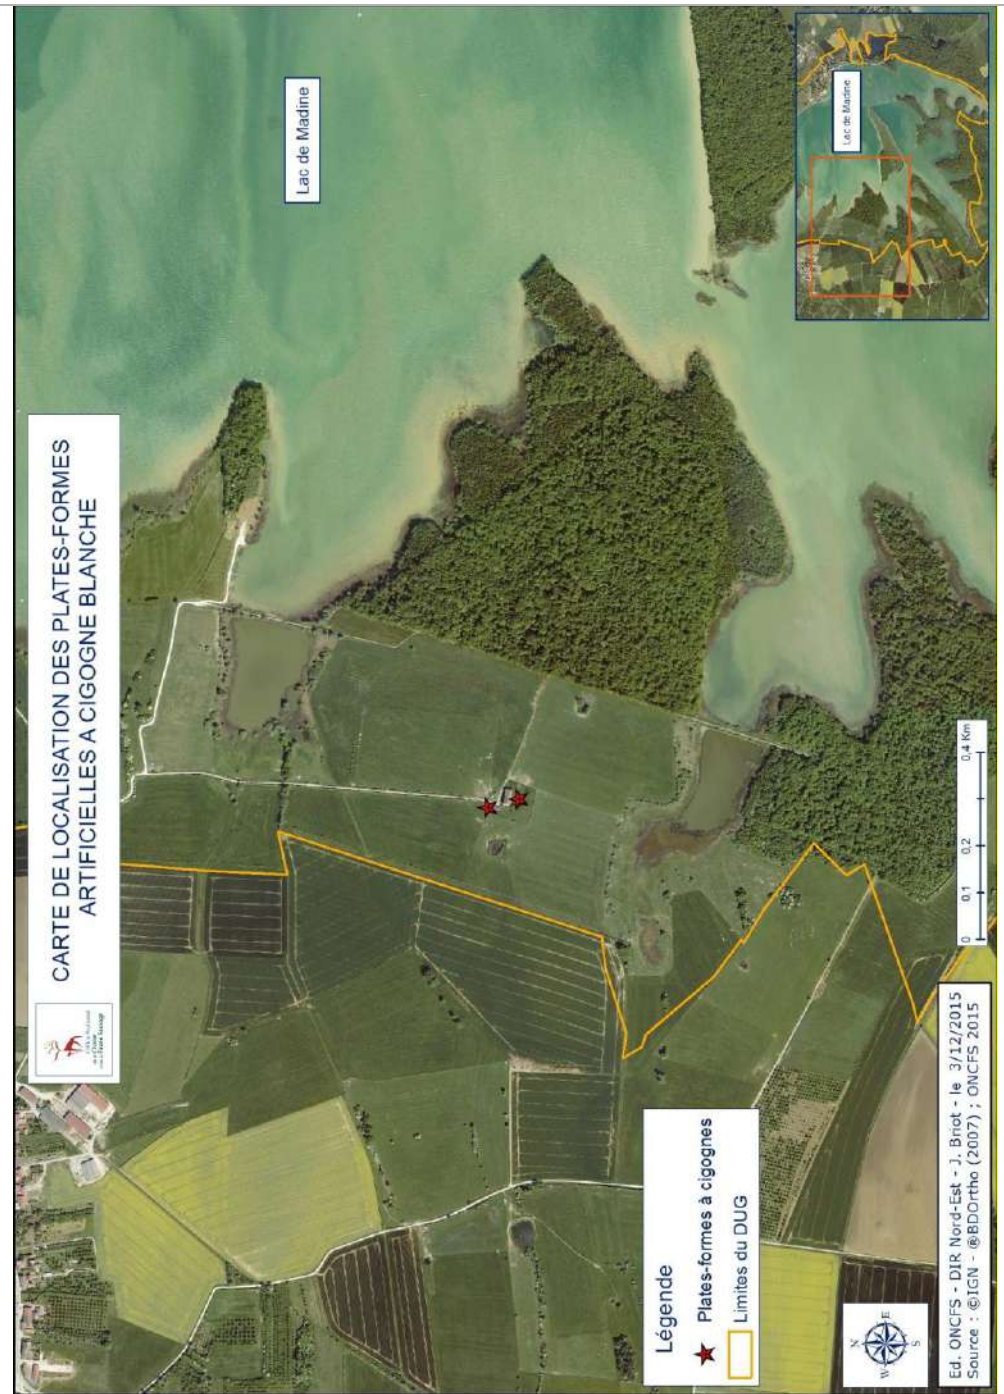 CARTE DE LOCALISATION DES PLATES-FORMES
ARTIFICIELLES A CIGOGNE BLANCHE
Lac de Madine
Lac de Madine
Légende
Plates-formes à cigognes
Limites du DUG
N
W
E
S
0
0,1
0,2
0,4 Km
Ed. ONCFS - DIR Nord-Est - J. Briot - le 3/12/2015
Source : ©IGN - ®BDOrtho (2007) ; ONCFS 2015